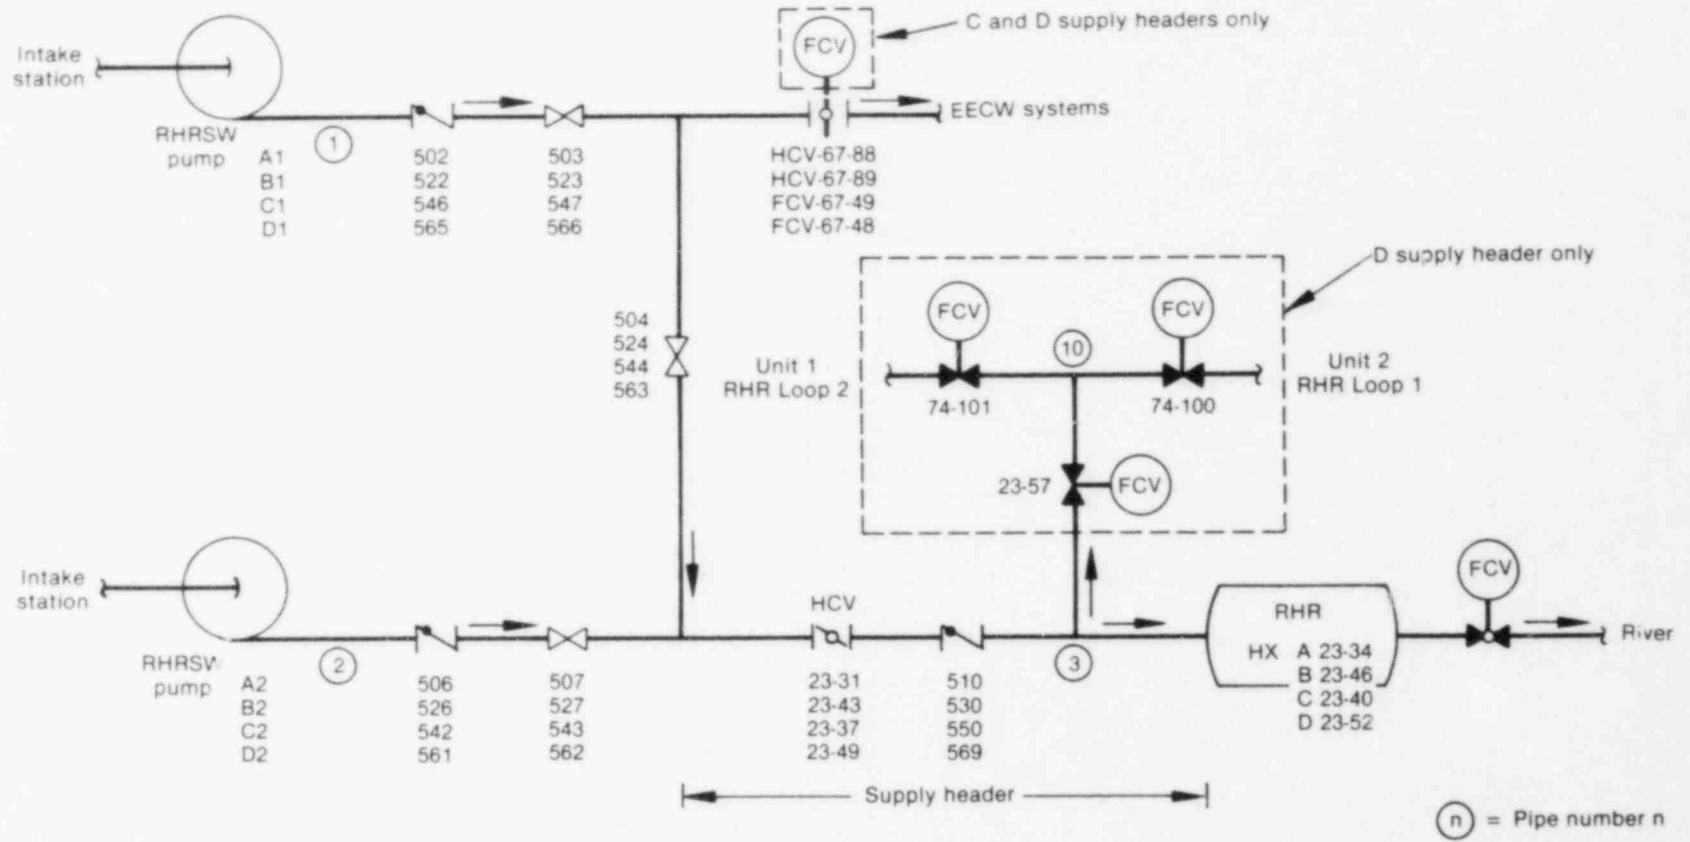 C and D supply headers only
FCV
Intake
station
EECW systems
RHRSW
pump
1
A1
B1
C1
D1
502
522
546
565
503
523
547
566
HCV-67-88
HCV-67-89
FCV-67-49
FCV-67-48
D supply header only
FCV
FCV
504
524
544
563
Unit 1
RHR Loop 2
10
Unit 2
RHR Loop 1
74-101
74-100
23-57
FCV
Intake
station
HCV
FCV
RHR
River
HX
A 23-34
B 23-46
C 23-40
D 23-52
RHRSW
pump
2
3
A2
B2
C2
D2
506
526
542
561
507
527
543
562
23-31
23-43
23-37
23-49
510
530
550
569
Supply header
n = Pipe number n